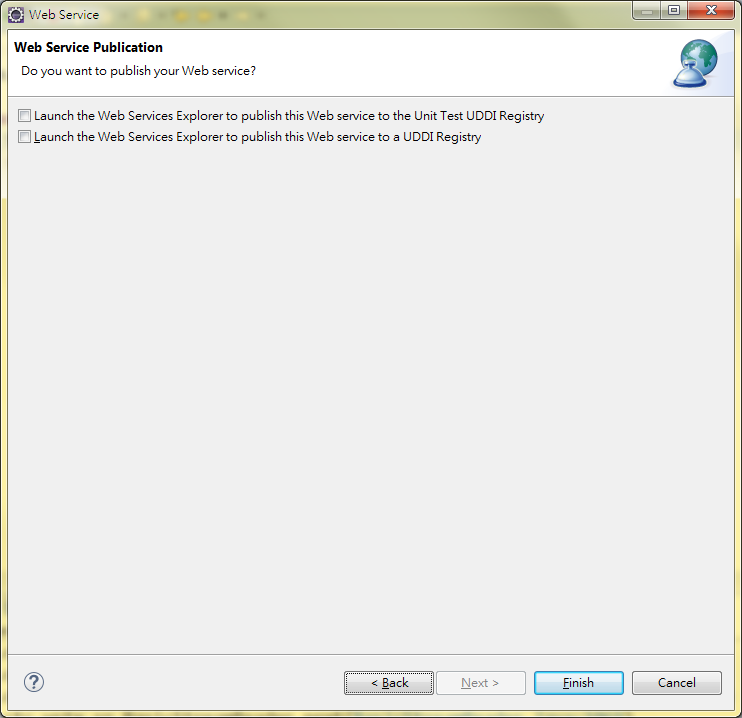 Web Service
Web Service Publication
Do you want to publish your Web service?
Launch the Web Services Explorer to publish this Web service to the Unit Test UDDI Registry
Launch the Web Services Explorer to publish this Web service to a UDDI Registry
? < Back Next > Finish Cancel